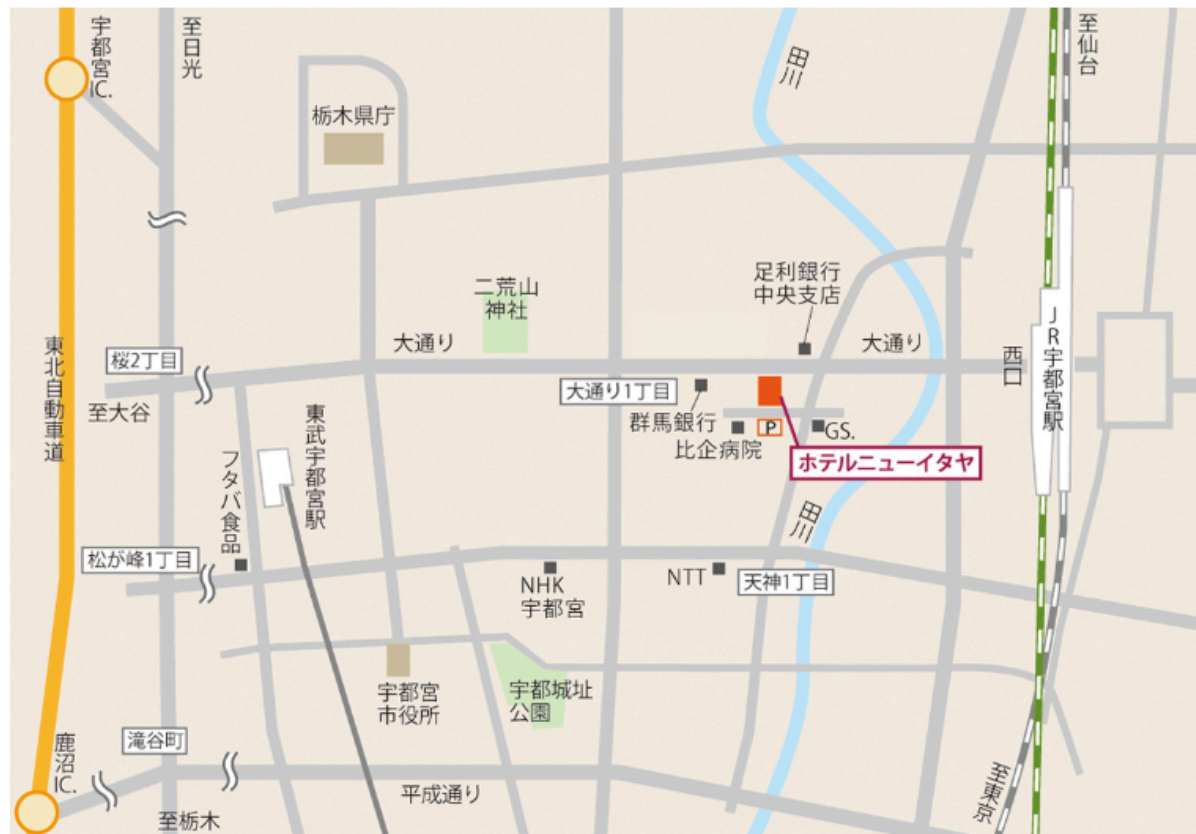 宇都宮
IC.
至日光
田川
至仙台
栃木県庁
足利銀行
中央支店
二荒山
神社
大通り
大通り
西口
JR宇都宮駅
東北自動車道
桜2丁目
至大谷
大通り1丁目
群馬銀行
比企病院
P
GS.
ホテルニューイタヤ
東武宇都宮駅
フタバ食品
田川
松が峰1丁目
NHK
宇都宮
NTT
天神1丁目
宇都宮
市役所
宇都城址
公園
鹿沼
IC.
滝谷町
平成通り
至栃木
至東京